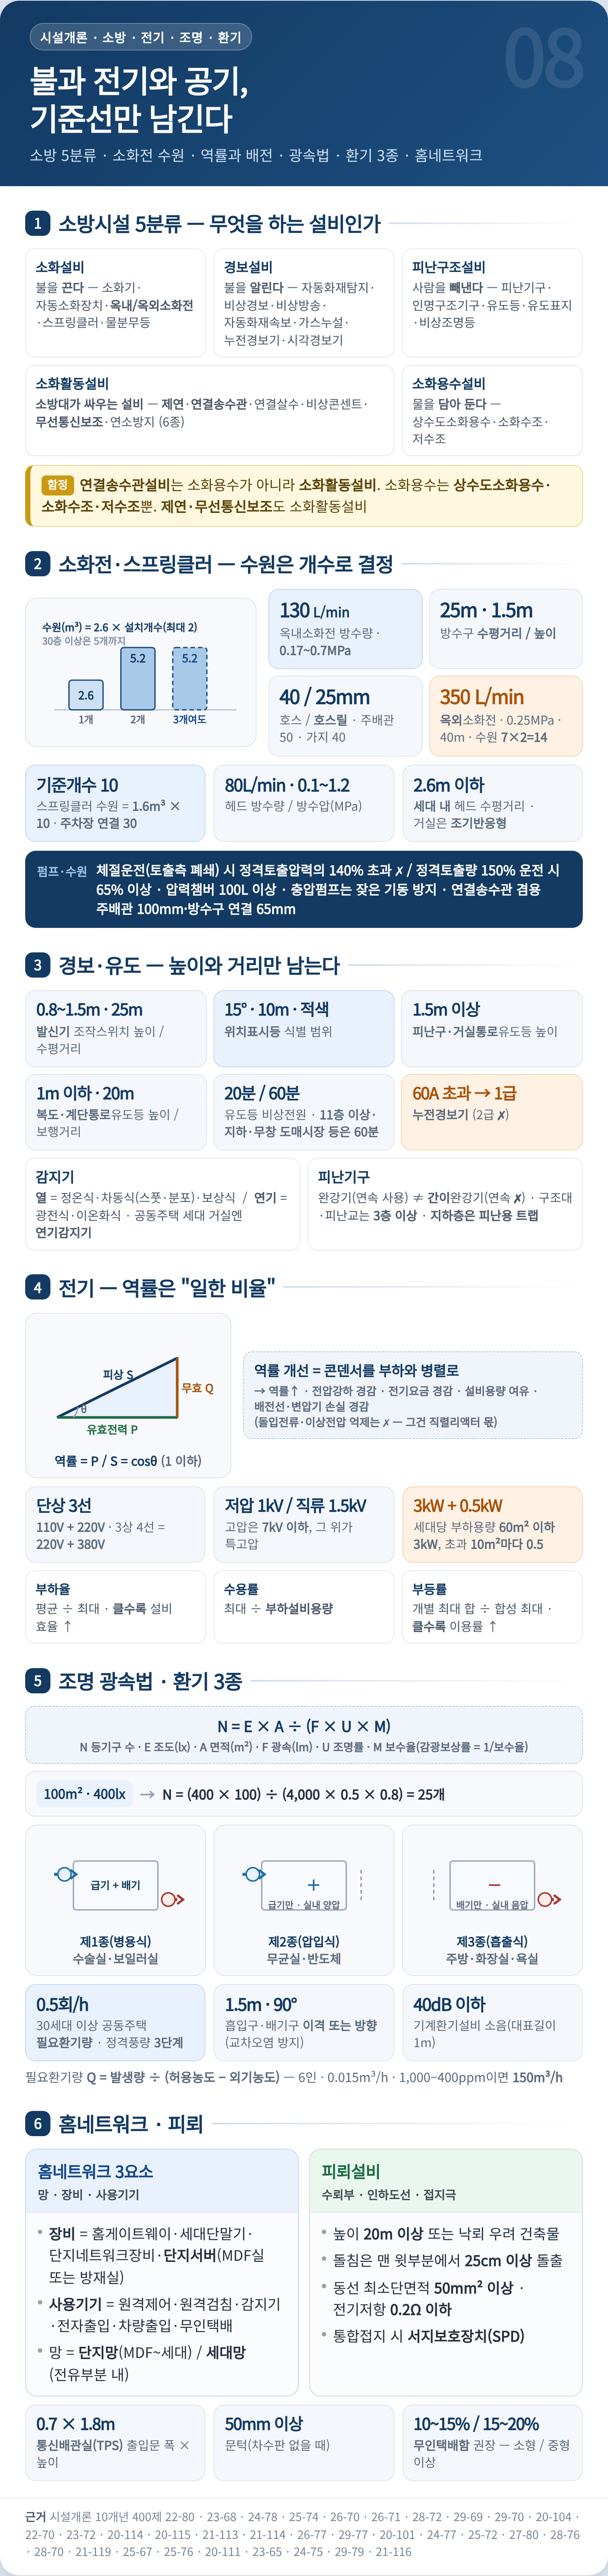 시설개론 · 소방 · 전기 · 조명 · 환기
08
불과 전기와 공기,
기준선만 남긴다
소방 5분류 · 소화전 수원 · 역률과 배전 · 광속법 · 환기 3종 · 홈네트워크
1 소방시설 5분류 — 무엇을 하는 설비인가
소화설비
불을 끈다 — 소화기·
자동소화장치·옥내/옥외소화전
·스프링클러·물분무등
경보설비
불을 알린다 — 자동화재탐지·
비상경보·비상방송·
자동화재속보·가스누설·
누전경보기·시각경보기
피난구조설비
사람을 빼낸다 — 피난기구·
인명구조기구·유도등·유도표지
·비상조명등
소화활동설비
소방대가 싸우는 설비 — 제연·연결송수관·연결살수·비상콘센트·
무선통신보조·연소방지 (6종)
소화용수설비
물을 담아 둔다 —
상수도소화용수·소화수조·
저수조
함정 연결송수관설비는 소화용수가 아니라 소화활동설비. 소화용수는 상수도소화용수·
소화수조·저수조뿐. 제연·무선통신보조도 소화활동설비
2 소화전·스프링클러 — 수원은 개수로 결정
수원(m³) = 2.6 × 설치개수(최대 2)
30층 이상은 5개까지
2.6
5.2
5.2
1개
2개
3개여도
130 L/min
옥내소화전 방수량 ·
0.17~0.7MPa
25m · 1.5m
방수구 수평거리 / 높이
40 / 25mm
호스 / 호스릴 · 주배관
50 · 가지 40
350 L/min
옥외소화전 · 0.25MPa ·
40m · 수원 7×2=14
기준개수 10
스프링클러 수원 = 1.6m³ ×
10 · 주차장 연결 30
80L/min · 0.1~1.2
헤드 방수량 / 방수압(MPa)
2.6m 이하
세대 내 헤드 수평거리 ·
거실은 조기반응형
펌프·수원 체절운전(토출측 폐쇄) 시 정격토출압력의 140% 초과 ✗ / 정격토출량 150% 운전 시
65% 이상 · 압력챔버 100L 이상 · 충압펌프는 잦은 기동 방지 · 연결송수관 겸용
주배관 100mm·방수구 연결 65mm
3 경보·유도 — 높이와 거리만 남는다
0.8~1.5m · 25m
발신기 조작스위치 높이 /
수평거리
15° · 10m · 적색
위치표시등 식별 범위
1.5m 이상
피난구·거실통로유도등 높이
1m 이하 · 20m
복도·계단통로유도등 높이 /
보행거리
20분 / 60분
유도등 비상전원 · 11층 이상·
지하·무창 도매시장 등은 60분
60A 초과 → 1급
누전경보기 (2급 ✗)
감지기
열 = 정온식·차동식(스폿·분포)·보상식 / 연기 =
광전식·이온화식 · 공동주택 세대 거실엔
연기감지기
피난기구
완강기(연속 사용) ≠ 간이완강기(연속 ✗) · 구조대
·피난교는 3층 이상 · 지하층은 피난용 트랩
4 전기 — 역률은 "일한 비율"
피상 S
무효 Q
θ
유효전력 P
역률 = P / S = cosθ (1 이하)
역률 개선 = 콘덴서를 부하와 병렬로
→ 역률↑ · 전압강하 경감 · 전기요금 경감 · 설비용량 여유 ·
배전선·변압기 손실 경감
(돌입전류·이상전압 억제는 ✗ — 그건 직렬리액터 몫)
단상 3선
110V + 220V · 3상 4선 =
220V + 380V
저압 1kV / 직류 1.5kV
고압은 7kV 이하, 그 위가
특고압
3kW + 0.5kW
세대당 부하용량 60m² 이하
3kW, 초과 10m²마다 0.5
부하율
평균 ÷ 최대 · 클수록 설비
효율 ↑
수용률
최대 ÷ 부하설비용량
부등률
개별 최대 합 ÷ 합성 최대 ·
클수록 이용률 ↑
5 조명 광속법 · 환기 3종
N = E × A ÷ (F × U × M)
N 등기구 수 · E 조도(lx) · A 면적(m²) · F 광속(lm) · U 조명률 · M 보수율(감광보상률 = 1/보수율)
100m² · 400lx → N = (400 × 100) ÷ (4,000 × 0.5 × 0.8) = 25개
급기 + 배기
제1종(병용식)
수술실·보일러실
+
급기만 · 실내 양압
제2종(압입식)
무균실·반도체
−
배기만 · 실내 음압
제3종(흡출식)
주방·화장실·욕실
0.5회/h
30세대 이상 공동주택
필요환기량 · 정격풍량 3단계
1.5m · 90°
흡입구·배기구 이격 또는 방향
(교차오염 방지)
40dB 이하
기계환기설비 소음(대표길이
1m)
필요환기량 Q = 발생량 ÷ (허용농도 − 외기농도) — 6인 · 0.015m³/h · 1,000−400ppm이면 150m³/h
6 홈네트워크 · 피뢰
홈네트워크 3요소
망 · 장비 · 사용기기
• 장비 = 홈게이트웨이·세대단말기·
단지네트워크장비·단지서버(MDF실
또는 방재실)
• 사용기기 = 원격제어·원격검침·감지기
·전자출입·차량출입·무인택배
• 망 = 단지망(MDF~세대) / 세대망
(전유부분 내)
피뢰설비
수뢰부 · 인하도선 · 접지극
• 높이 20m 이상 또는 낙뢰 우려 건축물
• 돌침은 맨 윗부분에서 25cm 이상 돌출
• 동선 최소단면적 50mm² 이상 ·
전기저항 0.2Ω 이하
• 통합접지 시 서지보호장치(SPD)
0.7 × 1.8m
통신배관실(TPS) 출입문 폭 ×
높이
50mm 이상
문턱(차수판 없을 때)
10~15% / 15~20%
무인택배함 권장 — 소형 / 중형
이상
근거 시설개론 10개년 400제 22-80 · 23-68 · 24-78 · 25-74 · 26-70 · 26-71 · 28-72 · 29-69 · 29-70 · 20-104 ·
22-70 · 23-72 · 20-114 · 20-115 · 21-113 · 21-114 · 26-77 · 29-77 · 20-101 · 24-77 · 25-72 · 27-80 · 28-76
· 28-70 · 21-119 · 25-67 · 25-76 · 20-111 · 23-65 · 24-75 · 29-79 · 21-116